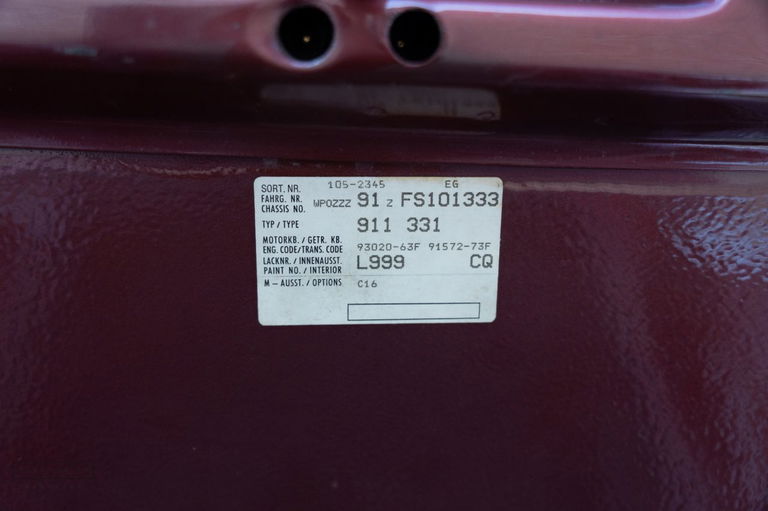 SORT. NR. 105-2345 EG
FAHRG. NR.
CHASSIS NO. WPOZZZ 91 Z FS101333
TYP / TYPE 911 331
MOTORKB. / GETR. KB.
ENG. CODE/TRANS. CODE 93020-63F 91572-73F
LACKNR. / INNENAUSST. L999 CQ
PAINT NO. / INTERIOR
M - AUSST. / OPTIONS C16